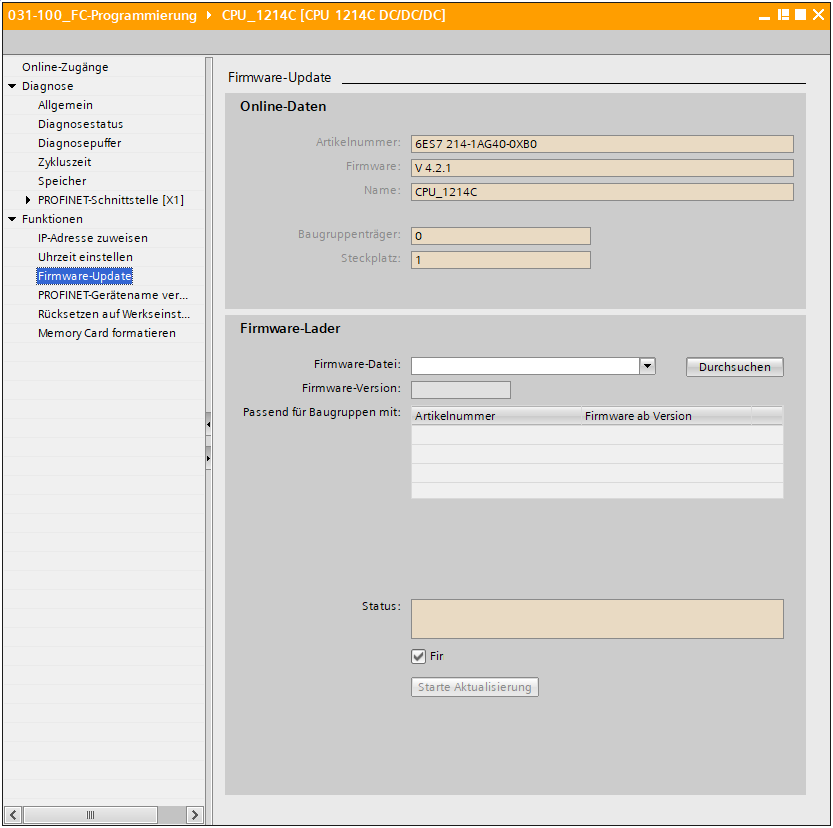 031-100_FC-Programmierung ▸ CPU_1214C [CPU 1214C DC/DC/DC]
Online-Zugänge
Diagnose
Allgemein
Diagnosestatus
Diagnosepuffer
Zykluszeit
Speicher
PROFINET-Schnittstelle [X1]
Funktionen
IP-Adresse zuweisen
Uhrzeit einstellen
Firmware-Update
PROFINET-Gerätename ver...
Rücksetzen auf Werkseinst...
Memory Card formatieren
Firmware-Update
Online-Daten
Artikelnummer: 6ES7 214-1AG40-0XB0
Firmware: V 4.2.1
Name: CPU_1214C
Baugruppenträger: 0
Steckplatz: 1
Firmware-Lader
Firmware-Datei: Durchsuchen
Firmware-Version:
Passend für Baugruppen mit: Artikelnummer Firmware ab Version
Status:
Fir
Starte Aktualisierung